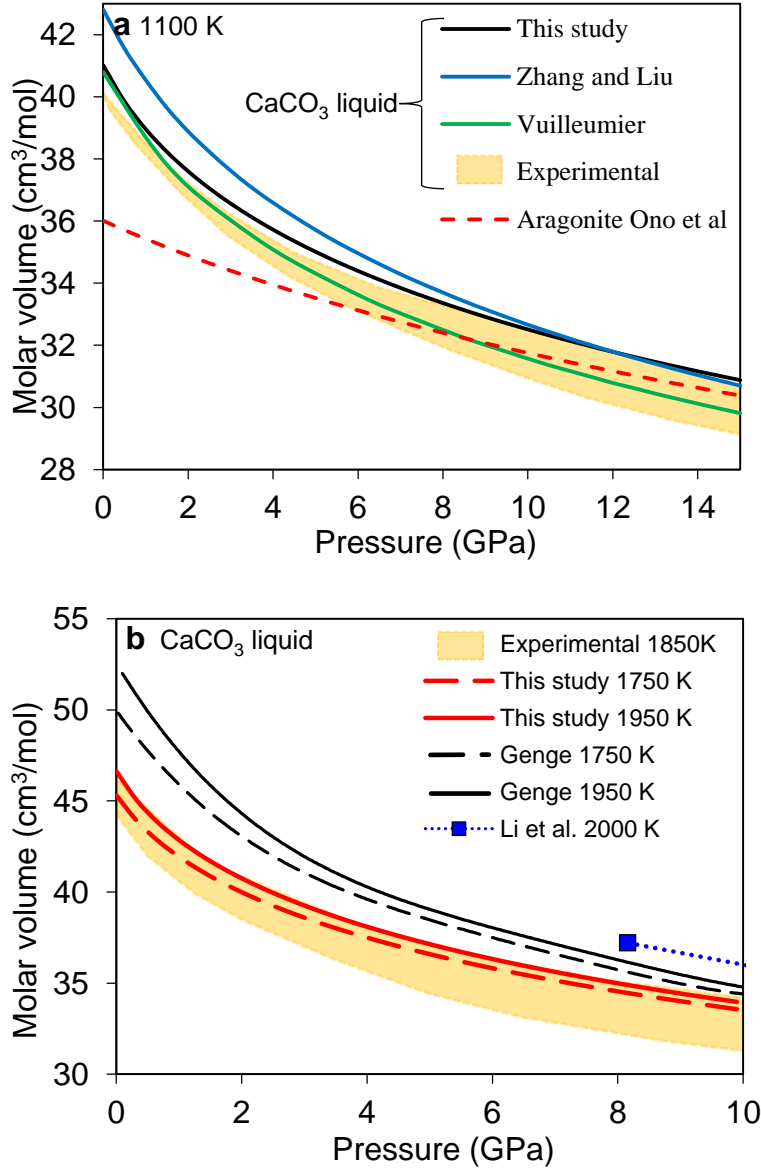 a 1100 K
This study
Zhang and Liu
CaCO₃ liquid
Vuilleumier
Experimental
Aragonite Ono et al
Molar volume (cm³/mol)
42
40
38
36
34
32
30
28
0 2 4 6 8 10 12 14
Pressure (GPa)
b CaCO₃ liquid
Experimental 1850K
This study 1750 K
This study 1950 K
Genge 1750 K
Genge 1950 K
Li et al. 2000 K
Molar volume (cm³/mol)
55
50
45
40
35
30
0 2 4 6 8 10
Pressure (GPa)